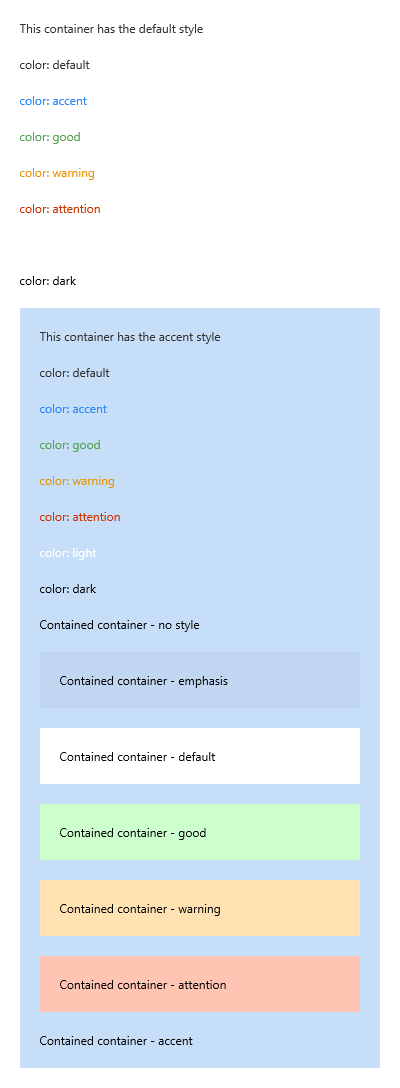 This container has the default style
color: default
color: accent
color: good
color: warning
color: attention
color: dark
This container has the accent style
color: default
color: accent
color: good
color: warning
color: attention
color: light
color: dark
Contained container - no style
Contained container - emphasis
Contained container - default
Contained container - good
Contained container - warning
Contained container - attention
Contained container - accent